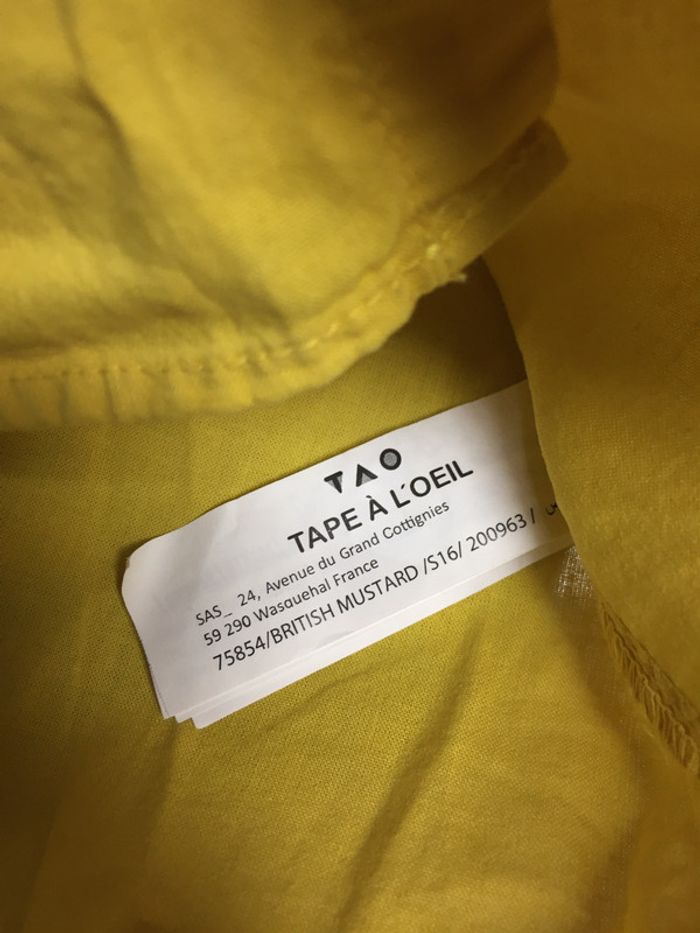 TAO
TAPE À L'OEIL
SAS_ 24, Avenue du Grand Cottignies
59 290 Wasquehal France
75854/BRITISH MUSTARD /S16/ 200963 /